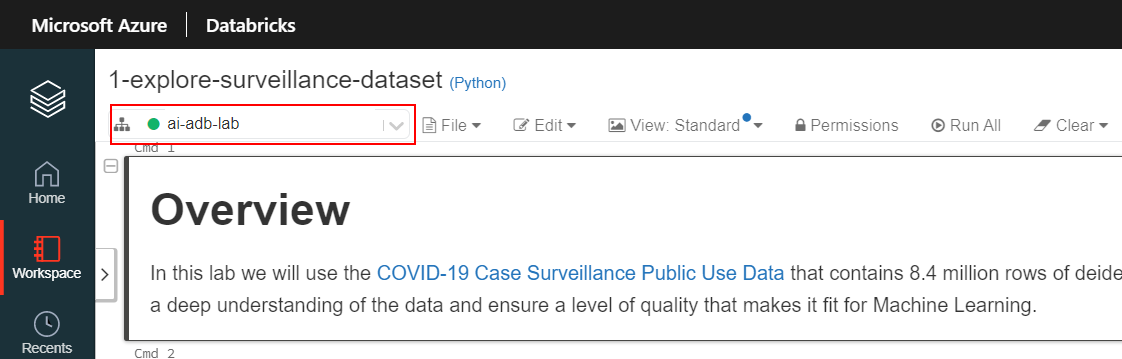 Microsoft Azure Databricks
1-explore-surveillance-dataset (Python)
ai-adb-lab File Edit View: Standard Permissions Run All Clear
Cmd 1
Home
Overview
Workspace
In this lab we will use the COVID-19 Case Surveillance Public Use Data that contains 8.4 million rows of deide
a deep understanding of the data and ensure a level of quality that makes it fit for Machine Learning.
Recents
Cmd 2